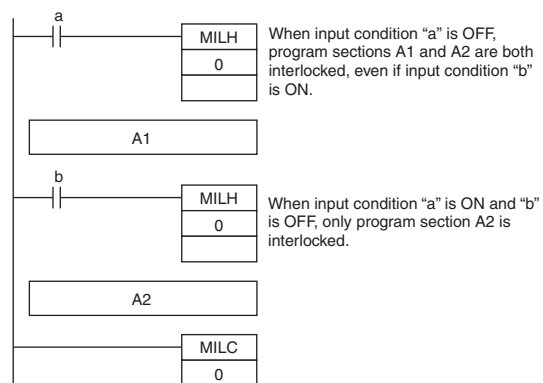 a
MILH
0
When input condition “a” is OFF,
program sections A1 and A2 are both
interlocked, even if input condition “b”
is ON.
A1
b
MILH
0
When input condition “a” is ON and “b”
is OFF, only program section A2 is
interlocked.
A2
MILC
0